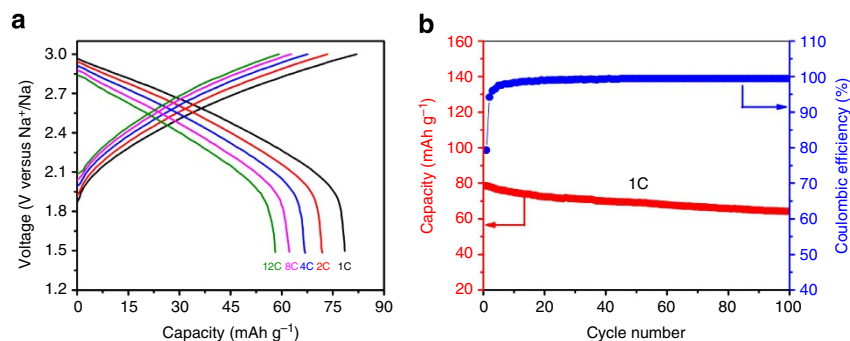 a
3.0
2.7
2.4
2.1
1.8
1.5
1.2
Voltage (V versus Na⁺/Na)
12C 8C 4C 2C 1C
0 15 30 45 60 75 90
Capacity (mAh g⁻¹)
b
160
140
120
100
80
60
40
20
Capacity (mAh g⁻¹)
1C
110
100
90
80
70
60
50
40
Coulombic efficiency (%)
0 20 40 60 80 100
Cycle number